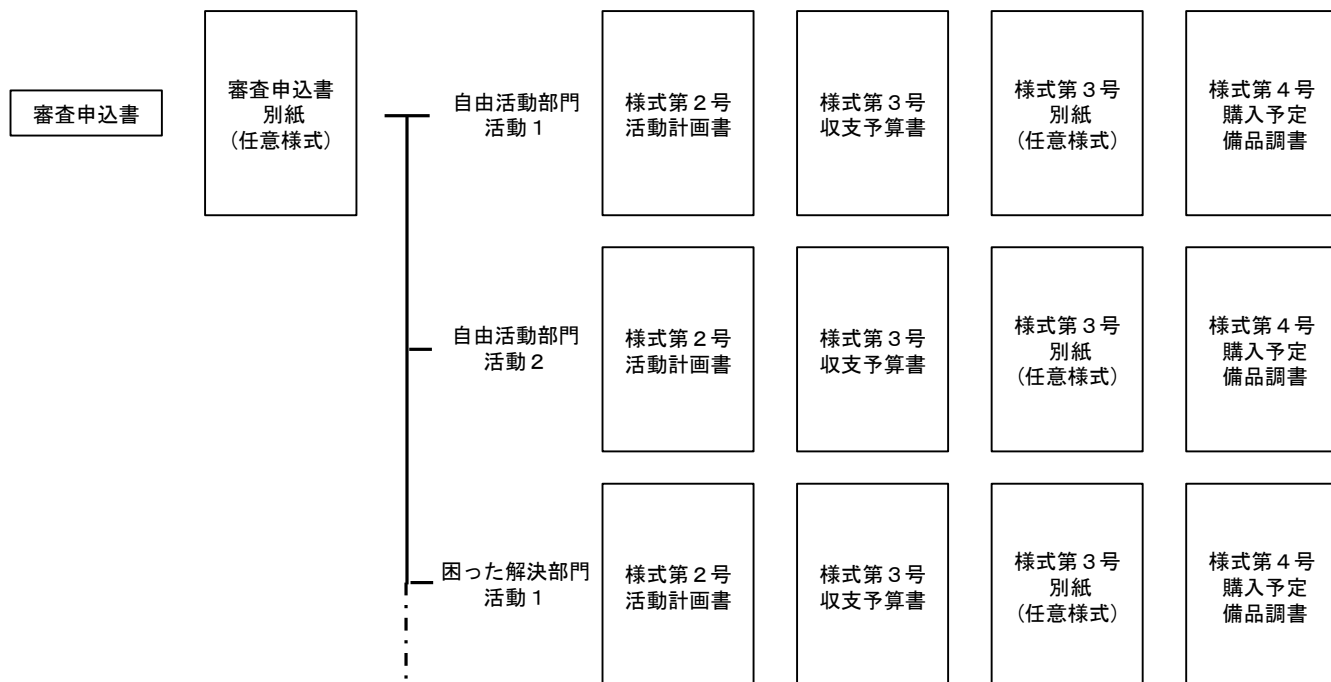 審査申込書
審査申込書
別紙
(任意様式)
自由活動部門
活動１
様式第２号
活動計画書
様式第３号
収支予算書
様式第３号
別紙
(任意様式)
様式第４号
購入予定
備品調書
自由活動部門
活動２
様式第２号
活動計画書
様式第３号
収支予算書
様式第３号
別紙
(任意様式)
様式第４号
購入予定
備品調書
困った解決部門
活動１
様式第２号
活動計画書
様式第３号
収支予算書
様式第３号
別紙
(任意様式)
様式第４号
購入予定
備品調書